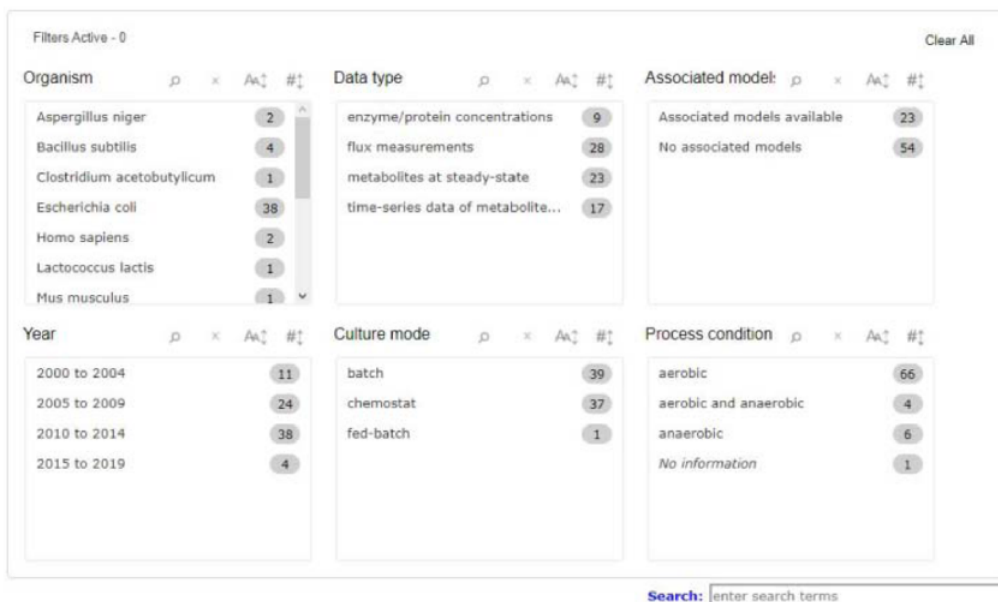 Filters Active - 0
Clear All
Organism
Aspergillus niger 2
Bacillus subtilis 4
Clostridium acetobutylicum 1
Escherichia coli 38
Homo sapiens 2
Lactococcus lactis 1
Mus musculus 1
Data type
enzyme/protein concentrations 9
flux measurements 28
metabolites at steady-state 23
time-series data of metabolite... 17
Associated model
Associated models available 23
No associated models 54
Year
2000 to 2004 11
2005 to 2009 24
2010 to 2014 38
2015 to 2019 4
Culture mode
batch 39
chemostat 37
fed-batch 1
Process condition
aerobic 66
aerobic and anaerobic 4
anaerobic 6
No information 1
Search: enter search terms